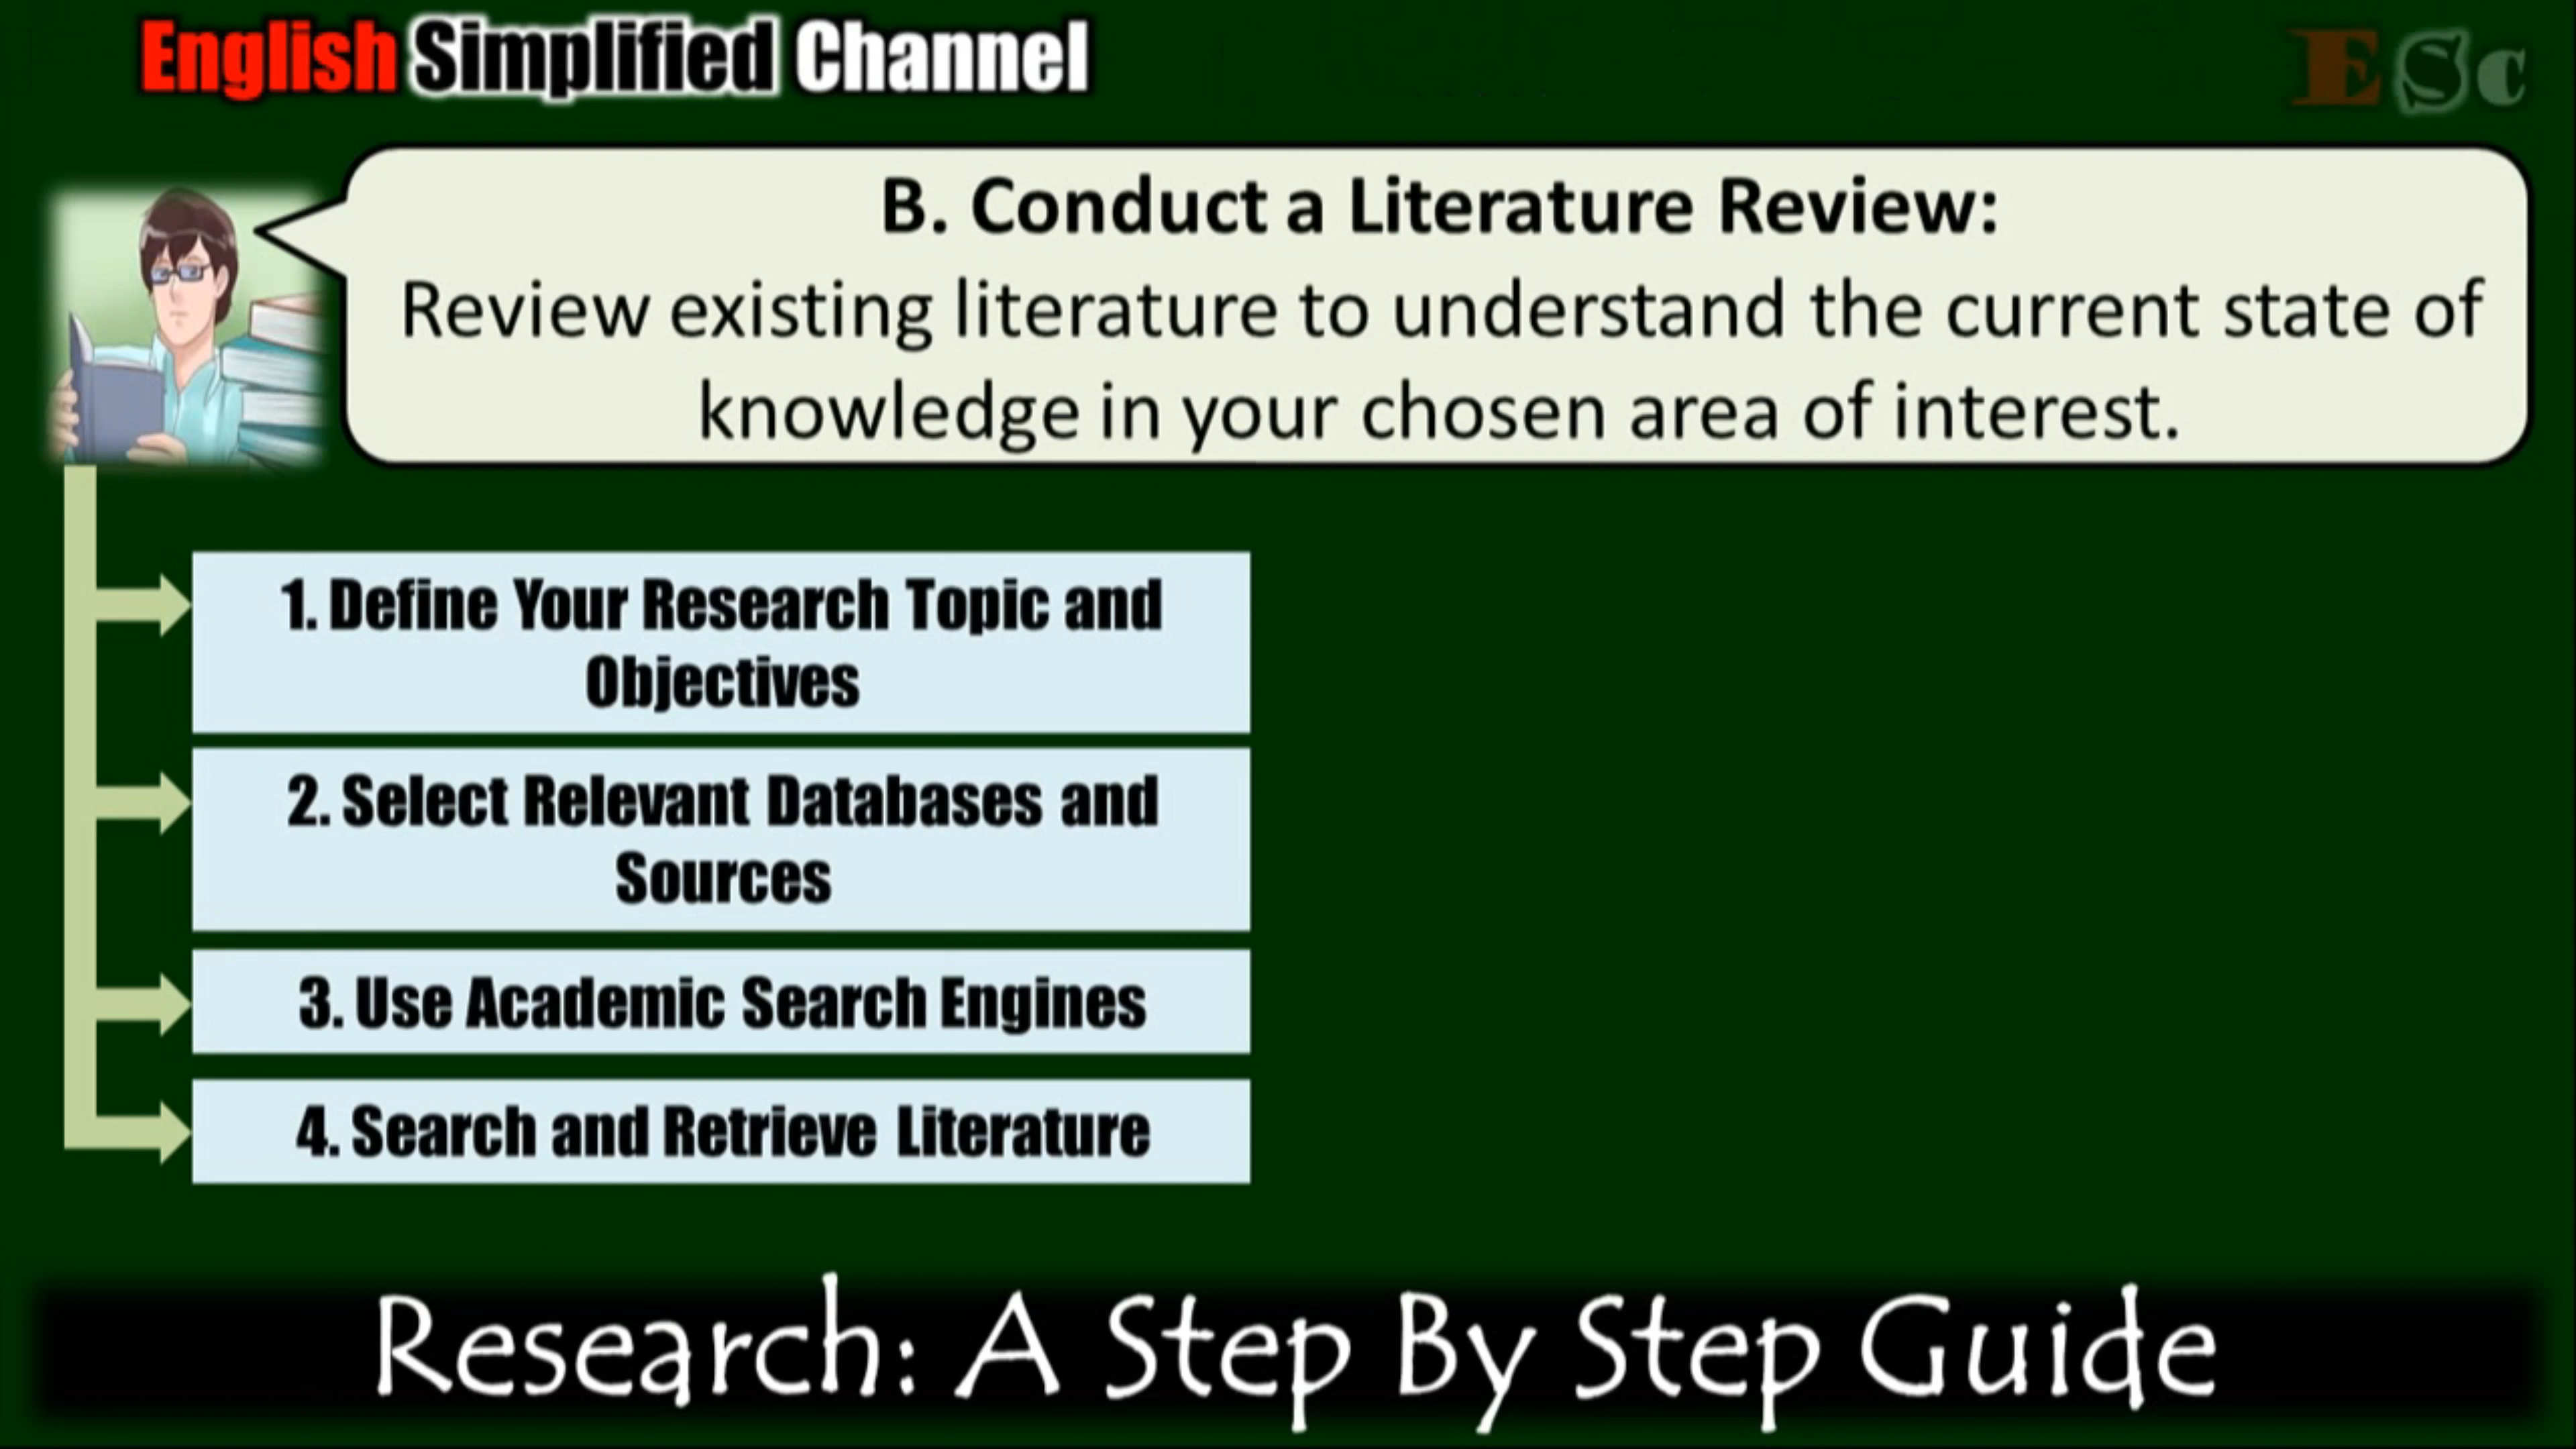 English Simplified Channel
ESc
B. Conduct a Literature Review:
Review existing literature to understand the current state of
knowledge in your chosen area of interest.
1. Define Your Research Topic and
Objectives
2. Select Relevant Databases and
Sources
3. Use Academic Search Engines
4. Search and Retrieve Literature
Research: A Step By Step Guide